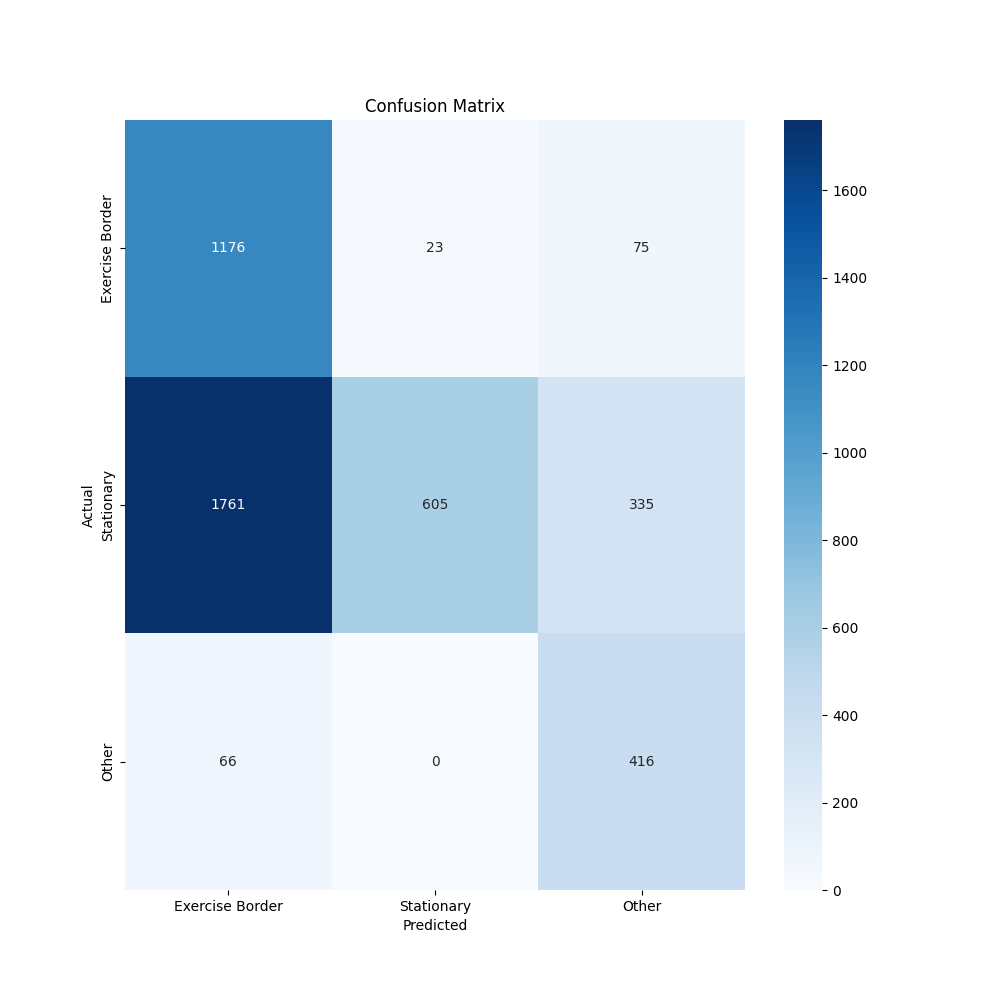 Confusion Matrix
Exercise Border
1176
23
75
Actual
Stationary
1761
605
335
Other
66
0
416
Exercise Border
Stationary
Other
Predicted
1600
1400
1200
1000
800
600
400
200
0